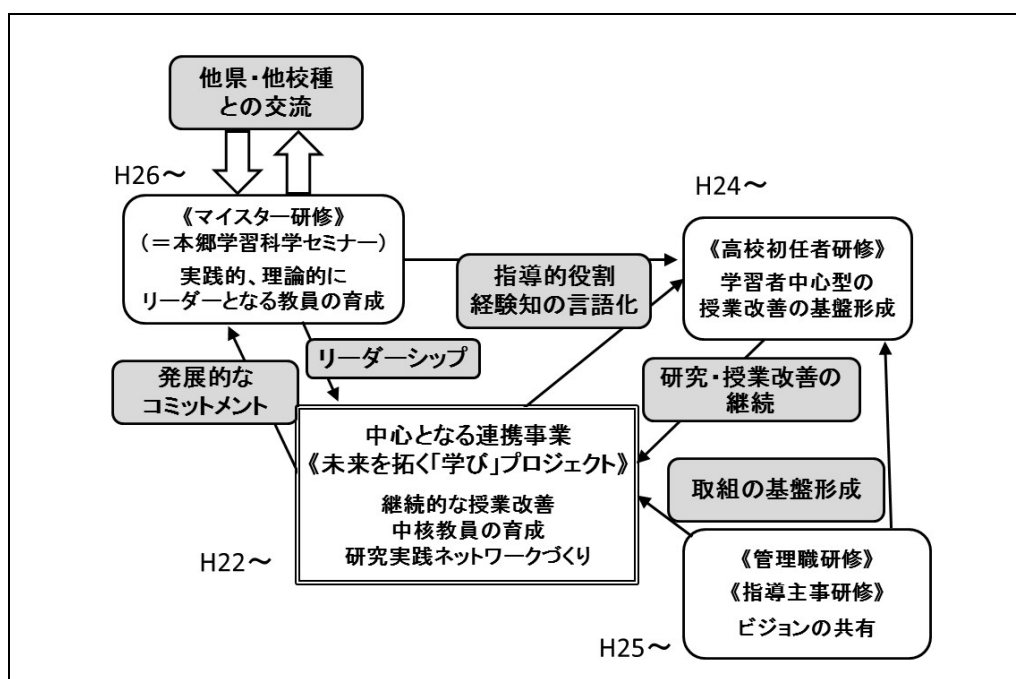 他県・他校種
との交流
H26～
《マイスター研修》
(＝本郷学習科学セミナー)
実践的、理論的に
リーダーとなる教員の育成
H24～
《高校初任者研修》
学習者中心型の
授業改善の基盤形成
指導的役割
経験知の言語化
リーダーシップ
発展的な
コミットメント
研究・授業改善の
継続
中心となる連携事業
《未来を拓く「学び」プロジェクト》
継続的な授業改善
中核教員の育成
研究実践ネットワークづくり
H22～
取組の基盤形成
《管理職研修》
《指導主事研修》
ビジョンの共有
H25～